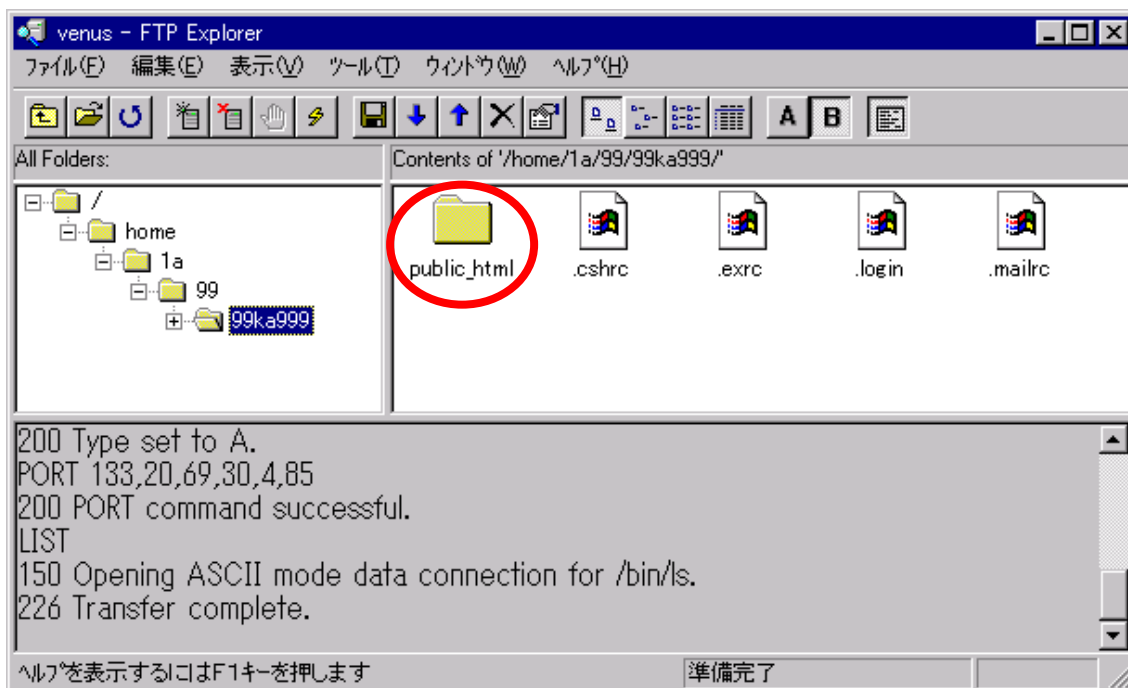 venus - FTP Explorer
ファイル(F) 編集(E) 表示(V) ツール(T) ウィンドウ(W) ヘルプ(H)
A B
All Folders:
Contents of '/home/1a/99/99ka999/'
/
home
1a
99
99ka999
public_html .cshrc .exrc .login .mailrc
200 Type set to A.
PORT 133,20,69,30,4,85
200 PORT command successful.
LIST
150 Opening ASCII mode data connection for /bin/ls.
226 Transfer complete.
ヘルプを表示するにはF1キーを押します
準備完了